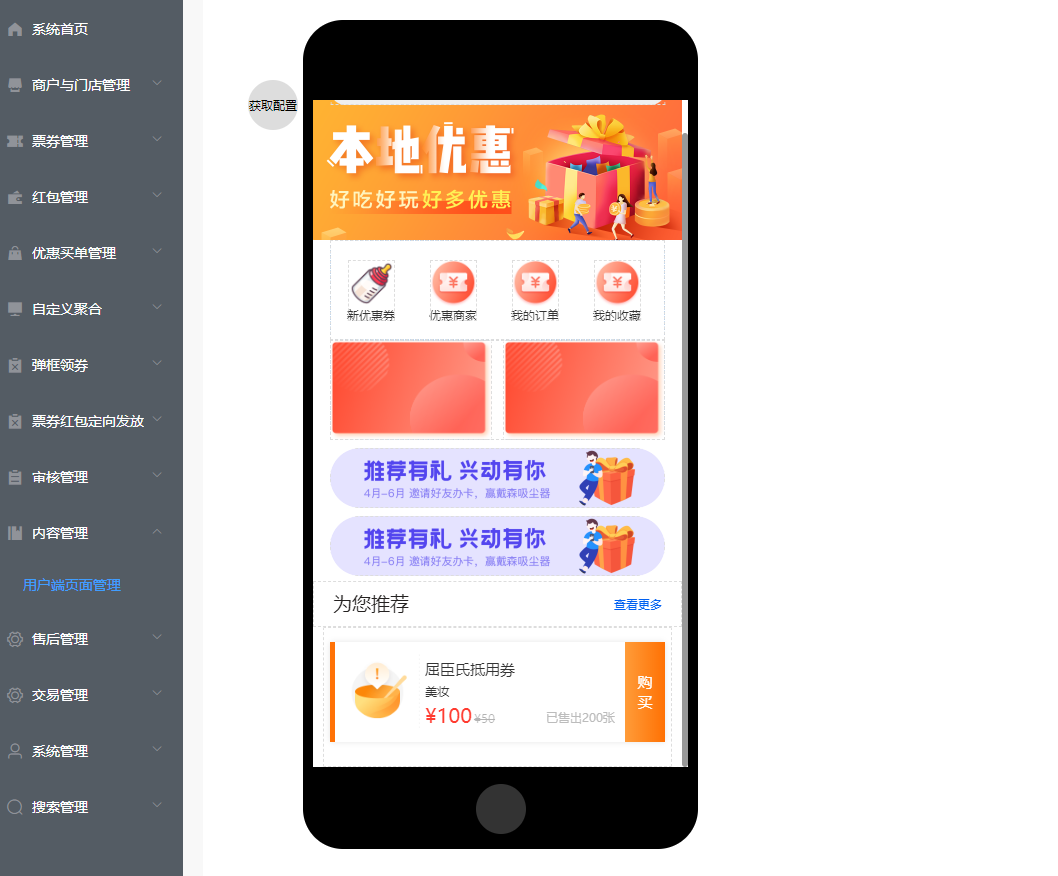 系统首页
商户与门店管理
票券管理
红包管理
优惠买单管理
自定义聚合
弹框领券
票券红包定向发放
审核管理
内容管理
用户端页面管理
售后管理
交易管理
系统管理
搜索管理
获取配置
本地优惠
好吃好玩好多优惠
新优惠券
优惠商家
我的订单
我的收藏
推荐有礼 兴动有你
4月-6月 邀请好友办卡，赢戴森吸尘器
推荐有礼 兴动有你
4月-6月 邀请好友办卡，赢戴森吸尘器
为您推荐
查看更多
屈臣氏抵用券
美妆
¥100 ¥50
已售出200张
购
买